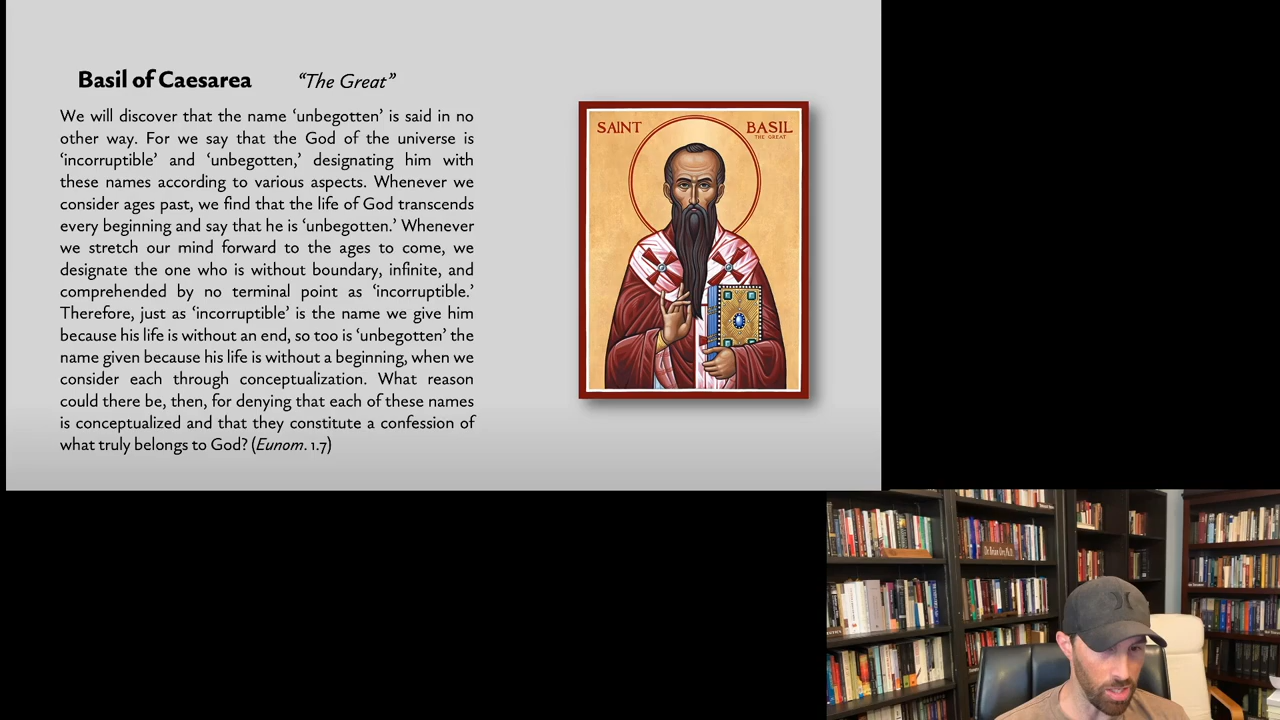 Basil of Caesarea “The Great”
We will discover that the name ‘unbegotten’ is said in no
other way. For we say that the God of the universe is
‘incorruptible’ and ‘unbegotten,’ designating him with
these names according to various aspects. Whenever we
consider ages past, we find that the life of God transcends
every beginning and say that he is ‘unbegotten.’ Whenever
we stretch our mind forward to the ages to come, we
designate the one who is without boundary, infinite, and
comprehended by no terminal point as ‘incorruptible.’
Therefore, just as ‘incorruptible’ is the name we give him
because his life is without an end, so too is ‘unbegotten’ the
name given because his life is without a beginning, when we
consider each through conceptualization. What reason
could there be, then, for denying that each of these names
is conceptualized and that they constitute a confession of
what truly belongs to God? (Eunom. 1.7)
SAINT BASIL
THE GREAT